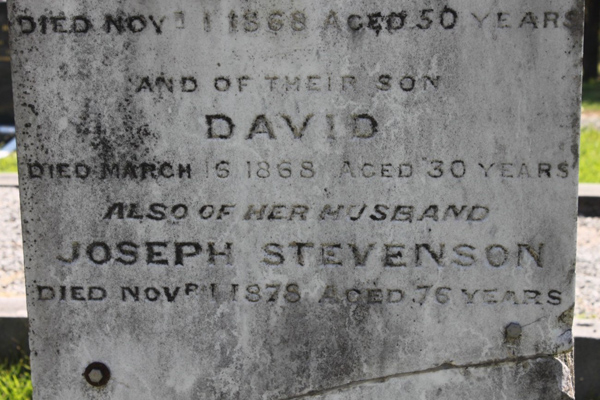 DIED NOV 1 1868 AGED 50 YEARS
AND OF THEIR SON
DAVID
DIED MARCH 16 1868 AGED 30 YEARS
ALSO OF HER HUSBAND
JOSEPH STEVENSON
DIED NOVR 1 1878 AGED 76 YEARS